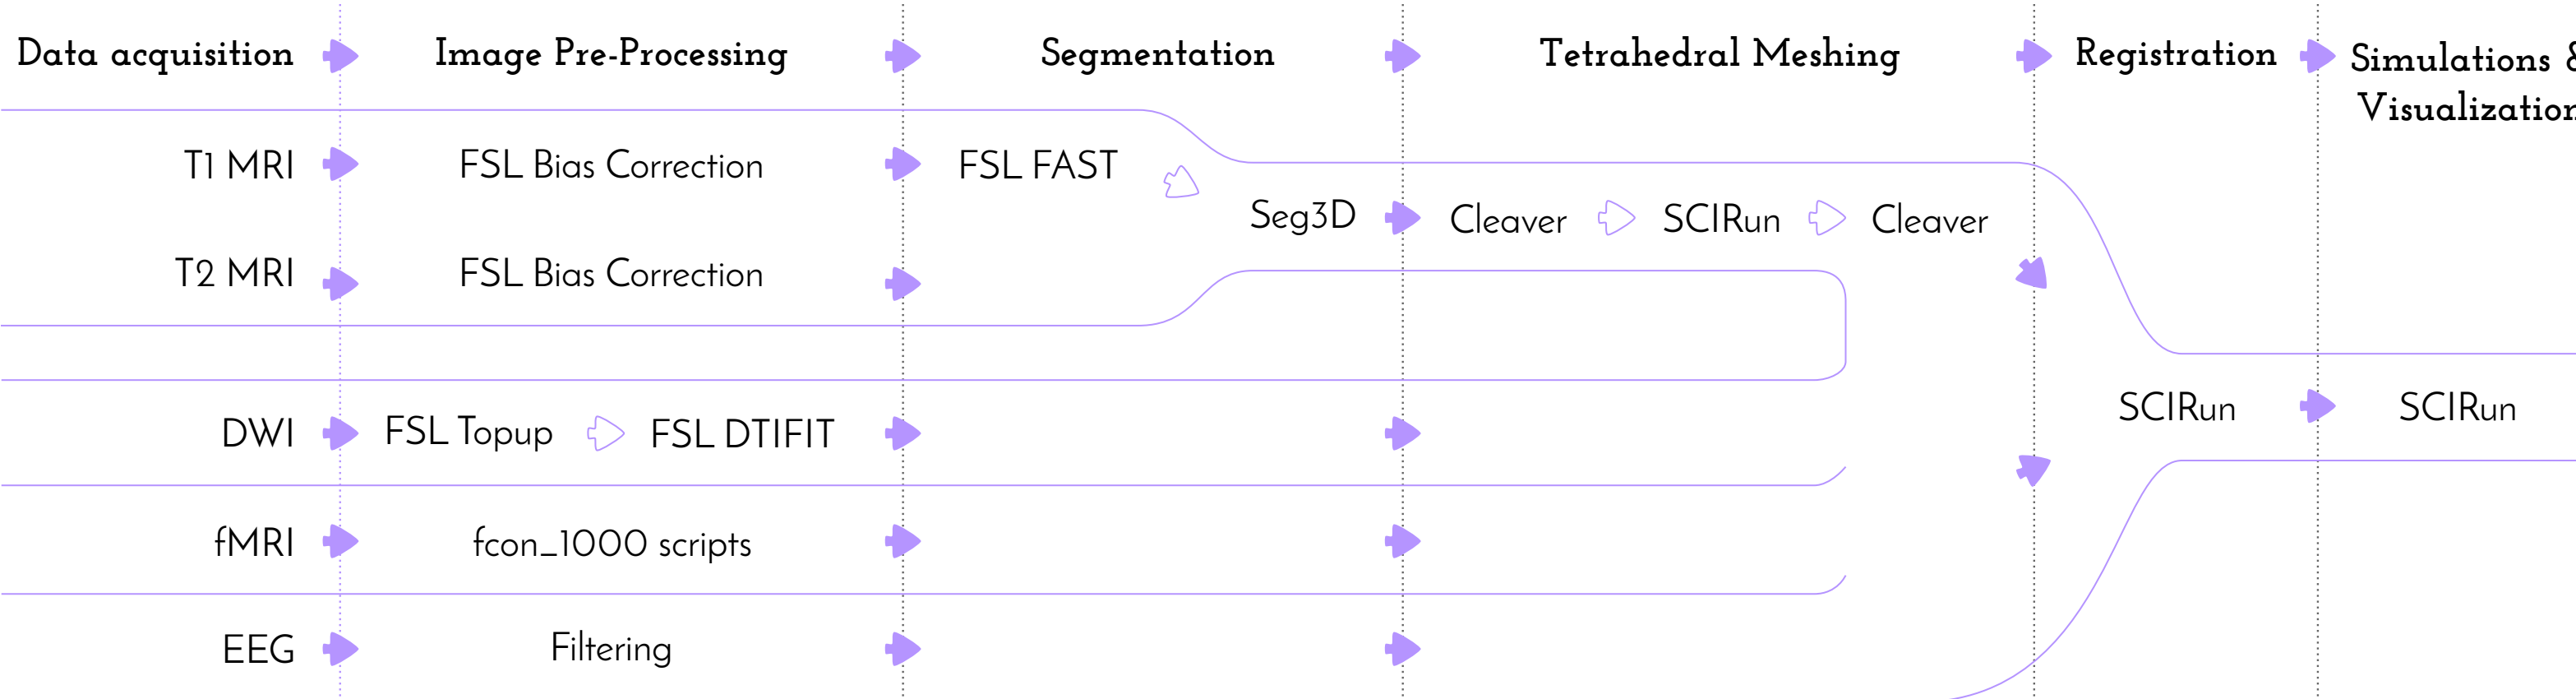 Data acquisition Image Pre-Processing Segmentation Tetrahedral Meshing Registration Simulations &
Visualization
T1 MRI FSL Bias Correction FSL FAST
Seg3D Cleaver SCIRun Cleaver
T2 MRI FSL Bias Correction
SCIRun SCIRun
DWI FSL Topup FSL DTIFIT
fMRI fcon_1000 scripts
EEG Filtering